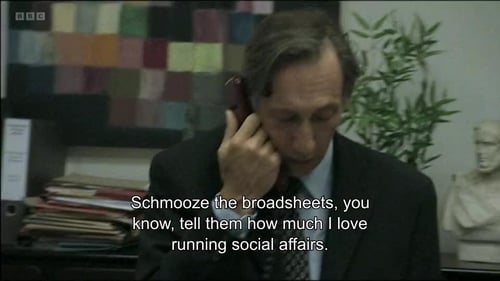 BBC
Schmooze the broadsheets, you
know, tell them how much I love
running social affairs.